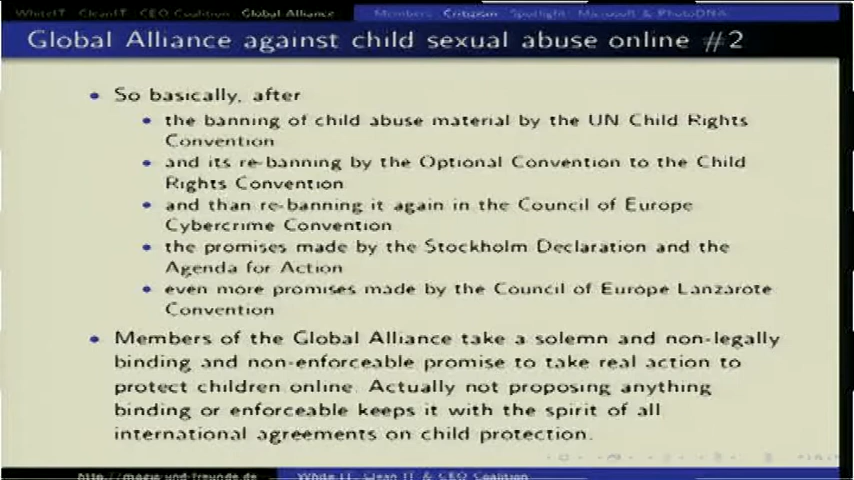 WhiteIT CleanIT CEO Coalition Global Alliance Members Criticism Spotlight: Microsoft & PhotoDNA
Global Alliance against child sexual abuse online #2
So basically, after
the banning of child abuse material by the UN Child Rights
Convention
and its re-banning by the Optional Convention to the Child
Rights Convention
and than re-banning it again in the Council of Europe
Cybercrime Convention
the promises made by the Stockholm Declaration and the
Agenda for Action
even more promises made by the Council of Europe Lanzarote
Convention
Members of the Global Alliance take a solemn and non-legally
binding and non-enforceable promise to take real action to
protect children online. Actually not proposing anything
binding or enforceable keeps it with the spirit of all
international agreements on child protection.
White IT, Clean IT & CEO Coalition